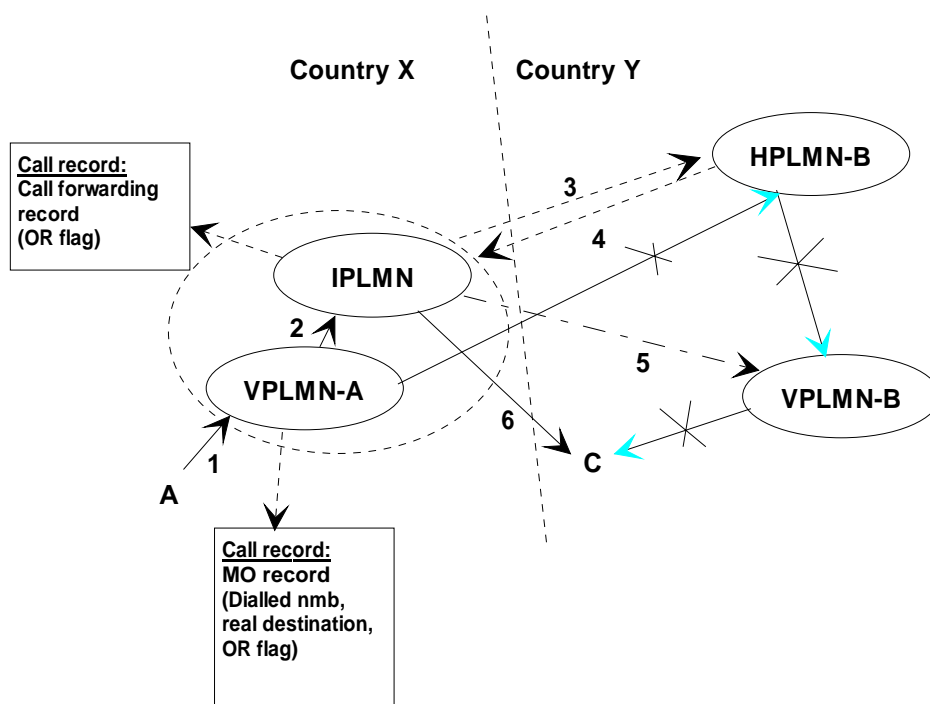 Country X
Country Y
Call record:
Call forwarding
record
(OR flag)
HPLMN-B
3
4
IPLMN
2
5
VPLMN-A
VPLMN-B
6
1
C
A
Call record:
MO record
(Dialled nmb,
real destination,
OR flag)